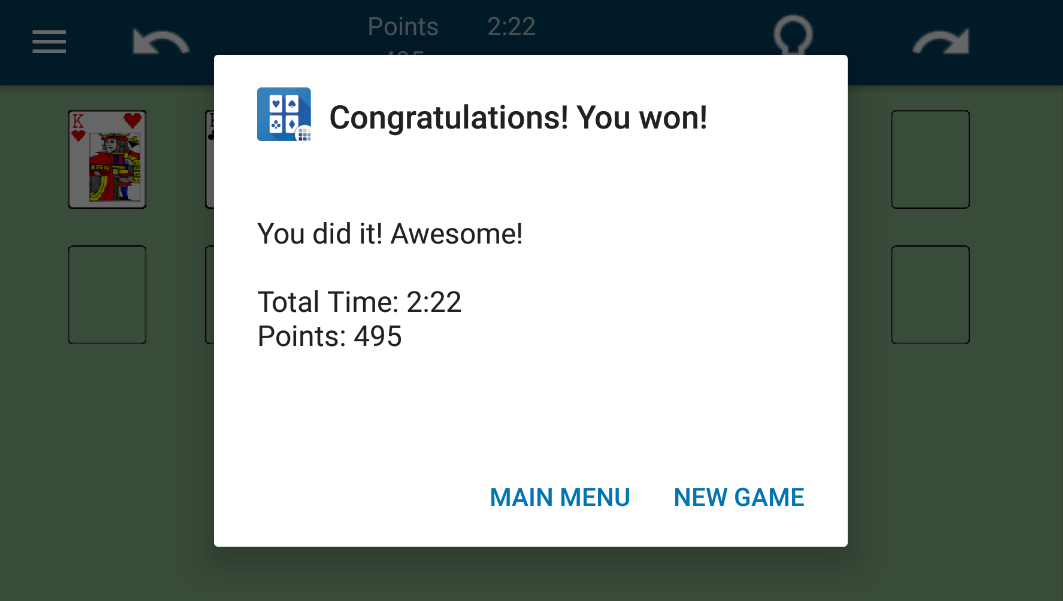 Points 2:22
K
Congratulations! You won!
You did it! Awesome!
Total Time: 2:22
Points: 495
MAIN MENU NEW GAME